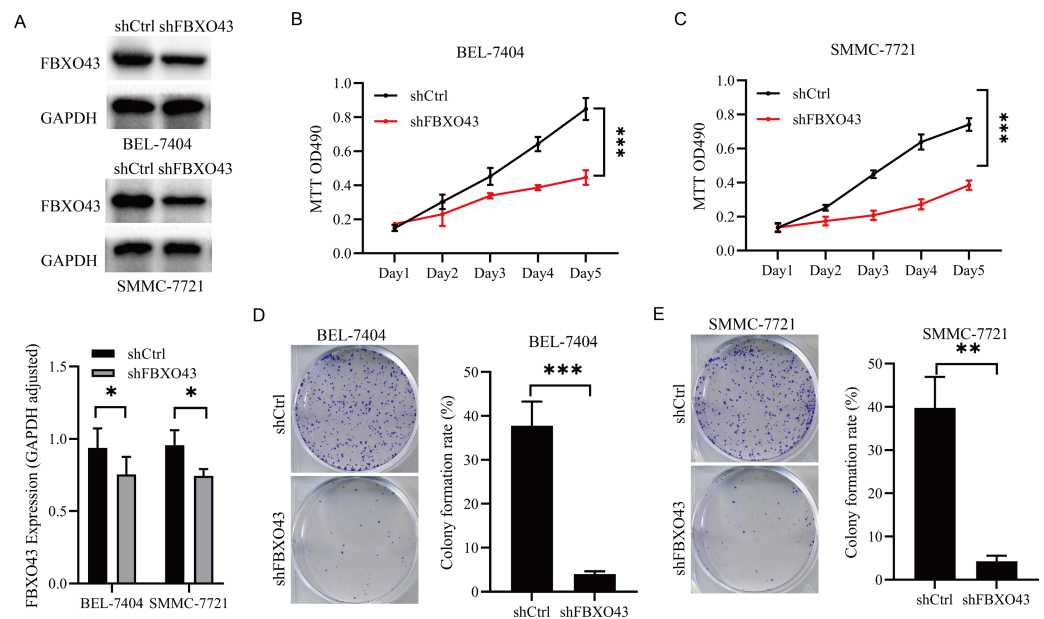 A
shCtrl shFBXO43
FBXO43
GAPDH
BEL-7404
shCtrl shFBXO43
FBXO43
GAPDH
SMMC-7721
FBXO43 Expression (GAPDH adjusted)
1.5
1.0
0.5
0.0
shCtrl
shFBXO43
*
*
BEL-7404 SMMC-7721
B
BEL-7404
MTT OD490
1.0
0.8
0.6
0.4
0.2
0.0
shCtrl
shFBXO43
***
Day1 Day2 Day3 Day4 Day5
C
SMMC-7721
MTT OD490
1.0
0.8
0.6
0.4
0.2
0.0
shCtrl
shFBXO43
***
Day1 Day2 Day3 Day4 Day5
D
BEL-7404
shCtrl
shFBXO43
BEL-7404
Colony formation rate (%)
50
40
30
20
10
0
***
shCtrl shFBXO43
E
SMMC-7721
shCtrl
shFBXO43
SMMC-7721
Colony formation rate (%)
50
40
30
20
10
0
**
shCtrl shFBXO43